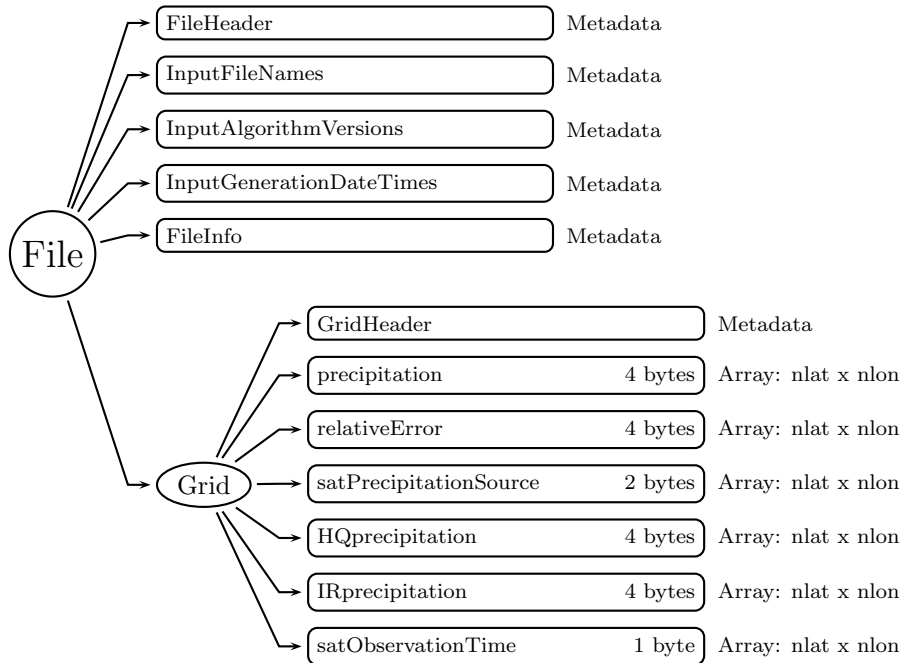 FileHeader Metadata
InputFileNames Metadata
InputAlgorithmVersions Metadata
InputGenerationDateTimes Metadata
FileInfo Metadata
File
GridHeader Metadata
precipitation 4 bytes Array: nlat x nlon
relativeError 4 bytes Array: nlat x nlon
Grid
satPrecipitationSource 2 bytes Array: nlat x nlon
HQprecipitation 4 bytes Array: nlat x nlon
IRprecipitation 4 bytes Array: nlat x nlon
satObservationTime 1 byte Array: nlat x nlon